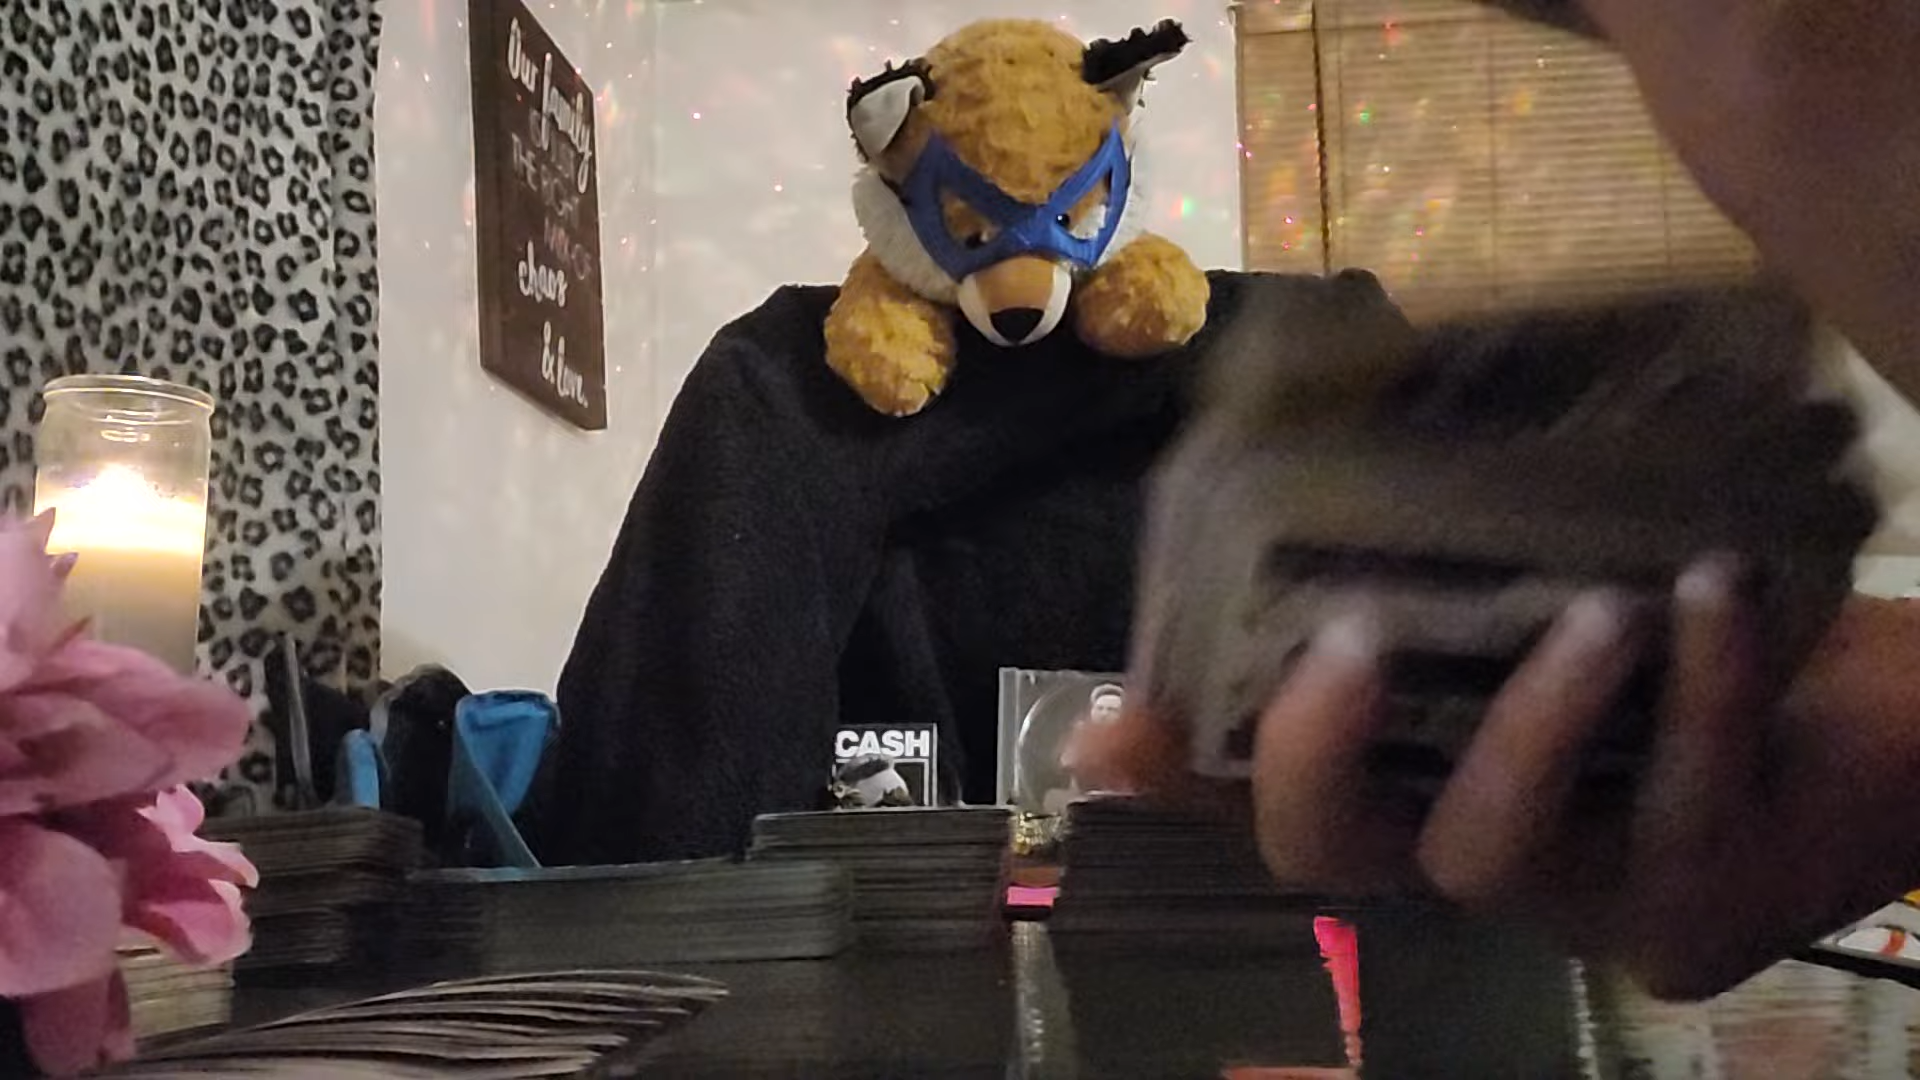 Our family
IS JUST
THE RIGHT
MIX OF
chaos
& love.
CASH